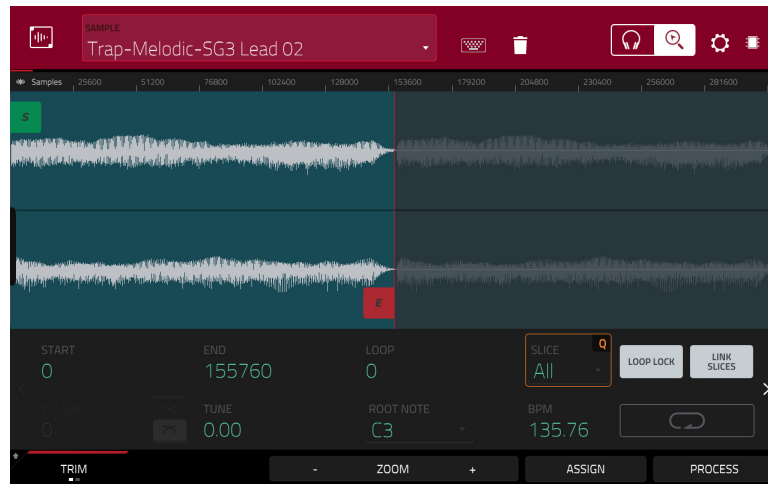 SAMPLE
Trap-Melodic-SG3 Lead 02
Samples 25600 51200 76800 102400 128000 153600 179200 204800 230400 256000 281600
S
E
START END LOOP SLICE Q
0 155760 0 All
LOOP LOCK LINK SLICES
X-FADE TUNE ROOT NOTE BPM
0 0.00 C3 135.76
TRIM - ZOOM + ASSIGN PROCESS